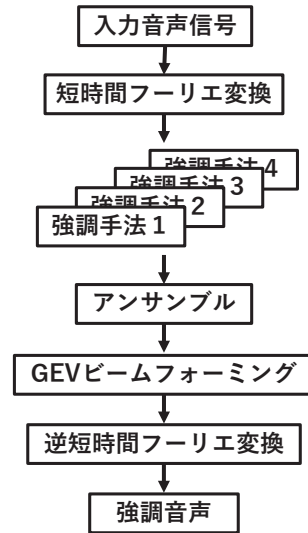 入力音声信号
短時間フーリエ変換
強調手法4
強調手法3
強調手法2
強調手法1
アンサンブル
GEVビームフォーミング
逆短時間フーリエ変換
強調音声